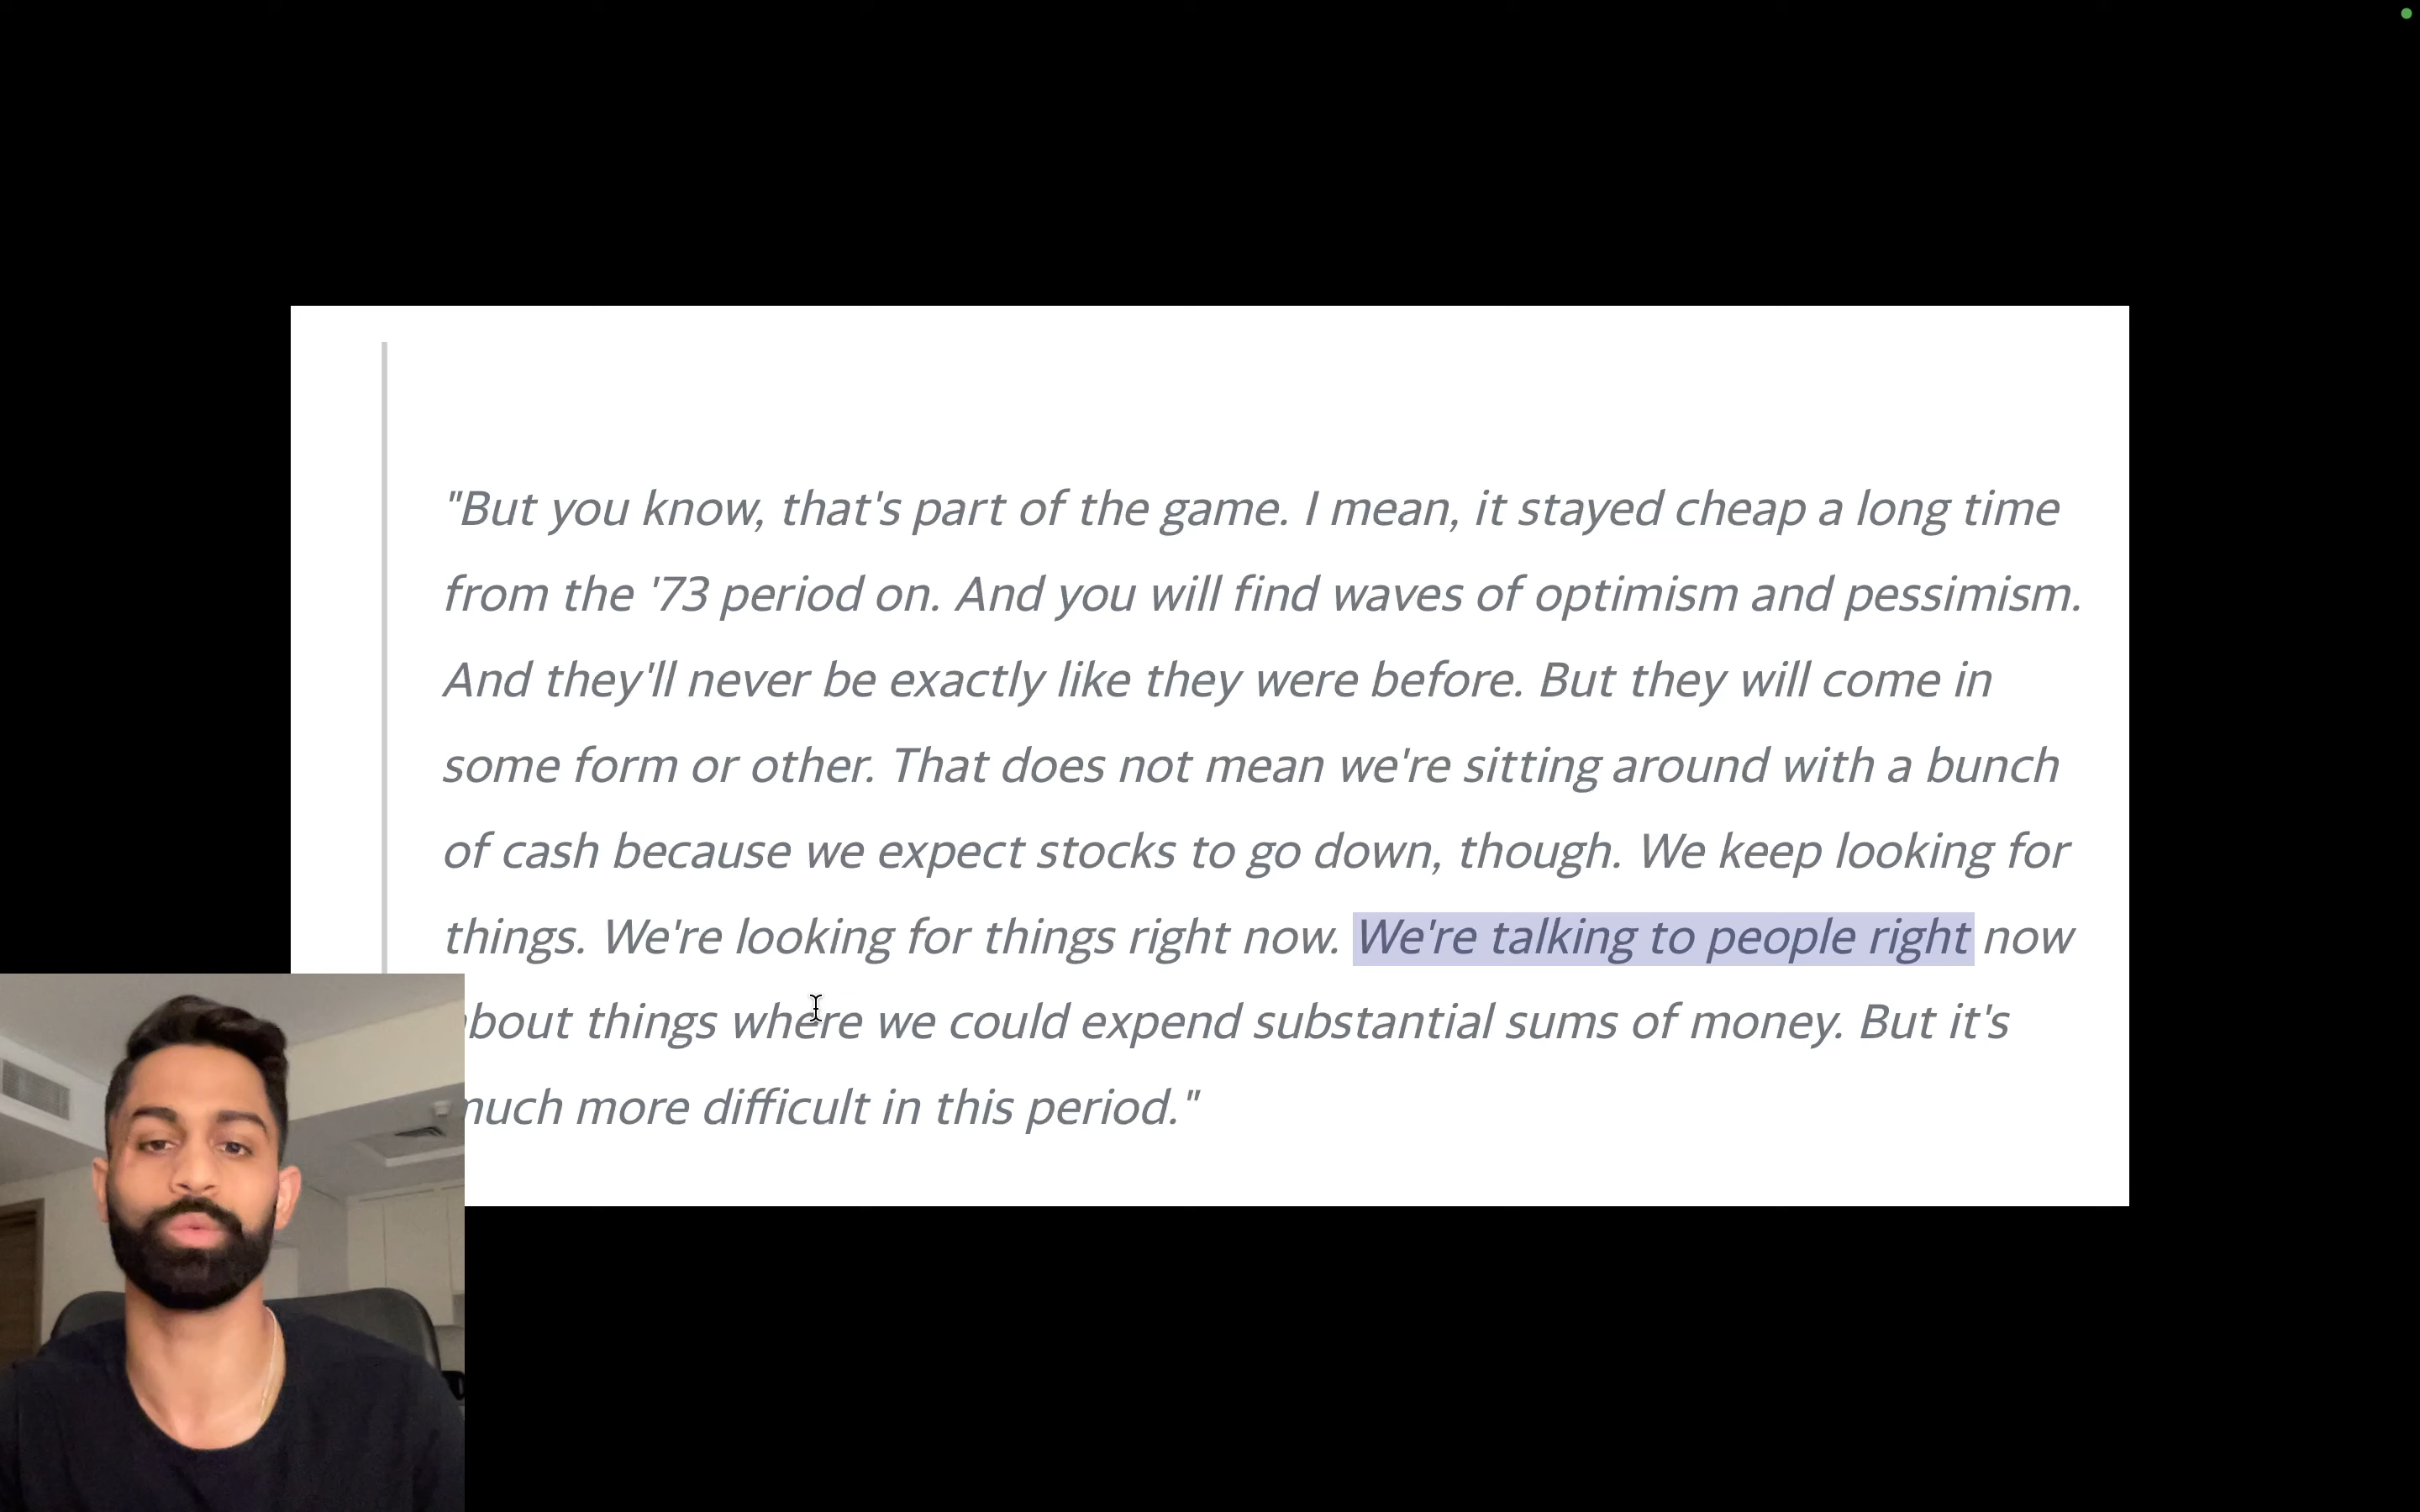 "But you know, that's part of the game. I mean, it stayed cheap a long time
from the '73 period on. And you will find waves of optimism and pessimism.
And they'll never be exactly like they were before. But they will come in
some form or other. That does not mean we're sitting around with a bunch
of cash because we expect stocks to go down, though. We keep looking for
things. We're looking for things right now. We're talking to people right now
about things where we could expend substantial sums of money. But it's
much more difficult in this period."